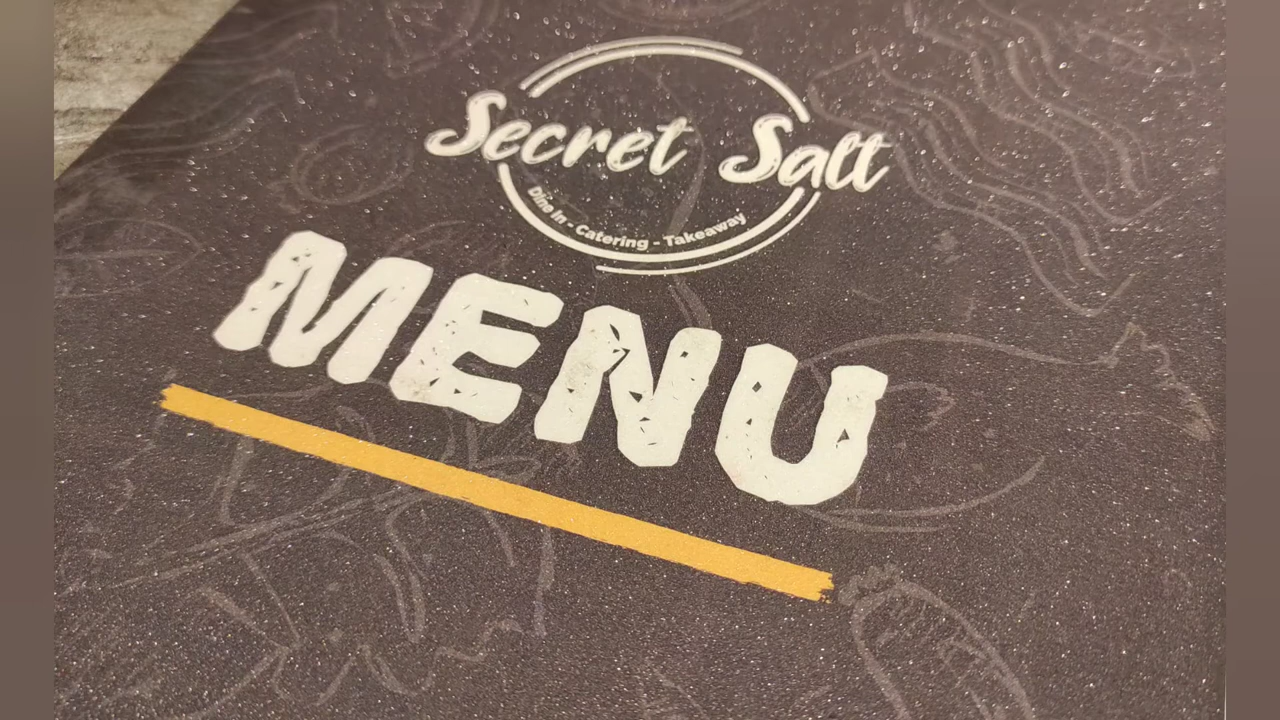 Secret Salt
Dine In - Catering - Takeaway
MENU